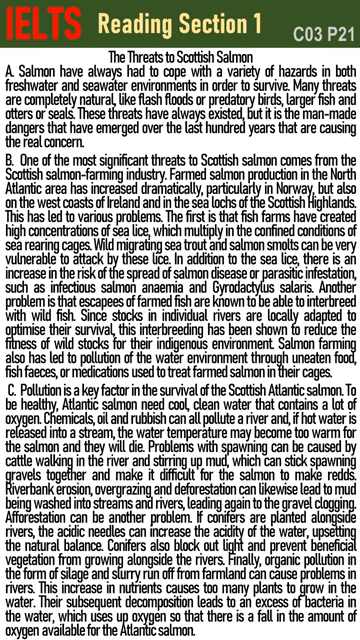 IELTS Reading Section 1 C03 P21
The Threats to Scottish Salmon
A. Salmon have always had to cope with a variety of hazards in both
freshwater and seawater environments in order to survive. Many threats
are completely natural, like flash floods or predatory birds, larger fish and
otters or seals. These threats have always existed, but it is the man-made
dangers that have emerged over the last hundred years that are causing
the real concern.
B. One of the most significant threats to Scottish salmon comes from the
Scottish salmon-farming industry. Farmed salmon production in the North
Atlantic area has increased dramatically, particularly in Norway, but also
on the west coasts of Ireland and in the sea lochs of the Scottish Highlands.
This has led to various problems. The first is that fish farms have created
high concentrations of sea lice, which multiply in the confined conditions of
sea rearing cages. Wild migrating sea trout and salmon smolts can be very
vulnerable to attack by these lice. In addition to the sea lice, there is an
increase in the risk of the spread of salmon disease or parasitic infestation,
such as infectious salmon anaemia and Gyrodactylus salaris. Another
problem is that escapees of farmed fish are known to be able to interbreed
with wild fish. Since stocks in individual rivers are locally adapted to
optimise their survival, this interbreeding has been shown to reduce the
fitness of wild stocks for their indigenous environment. Salmon farming
also has led to pollution of the water environment through uneaten food,
fish faeces, or medications used to treat farmed salmon in their cages.
C. Pollution is a key factor in the survival of the Scottish Atlantic salmon. To
be healthy, Atlantic salmon need cool, clean water that contains a lot of
oxygen. Chemicals, oil and rubbish can all pollute a river and, if hot water is
released into a stream, the water temperature may become too warm for
the salmon and they will die. Problems with spawning can be caused by
cattle walking in the river and stirring up mud, which can stick spawning
gravels together and make it difficult for the salmon to make redds.
Riverbank erosion, overgrazing and deforestation can likewise lead to mud
being washed into streams and rivers, leading again to the gravel clogging.
Afforestation can be another problem. If conifers are planted alongside
rivers, the acidic needles can increase the acidity of the water, upsetting
the natural balance. Conifers also block out light and prevent beneficial
vegetation from growing alongside the rivers. Finally, organic pollution in
the form of silage and slurry run off from farmland can cause problems in
rivers. This increase in nutrients causes too many plants to grow in the
water. Their subsequent decomposition leads to an excess of bacteria in
the water, which uses up oxygen so that there is a fall in the amount of
oxygen available for the Atlantic salmon.